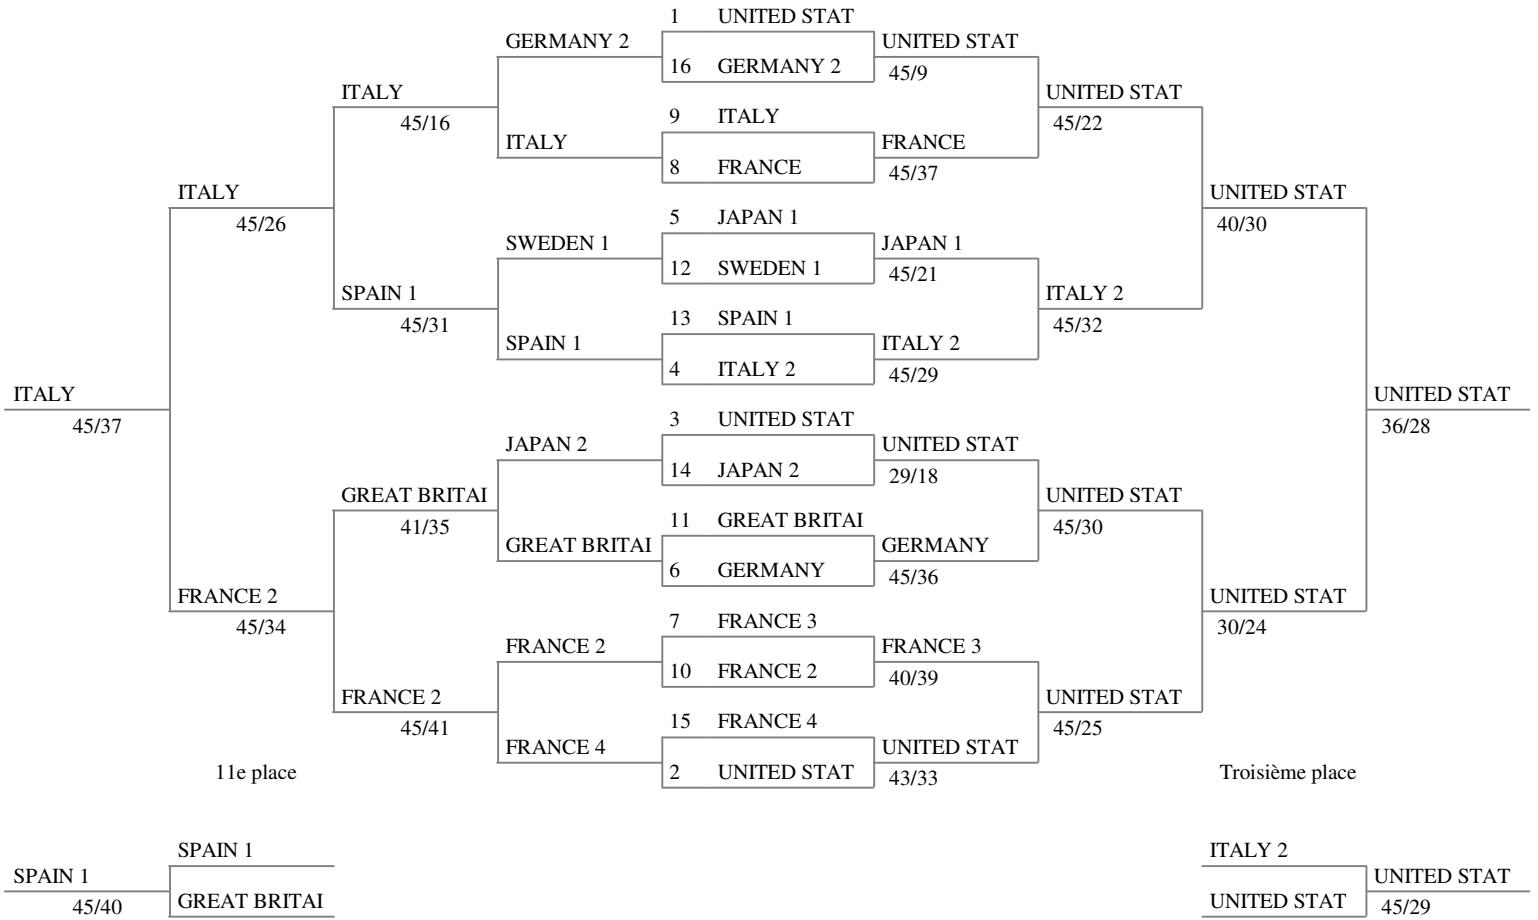 1 UNITED STAT
GERMANY 2 UNITED STAT
16 GERMANY 2 45/9
ITALY UNITED STAT
45/16 9 ITALY 45/22
ITALY FRANCE
8 FRANCE 45/37
ITALY UNITED STAT
45/26 5 JAPAN 1 40/30
SWEDEN 1 JAPAN 1
12 SWEDEN 1 45/21
SPAIN 1 ITALY 2
45/31 13 SPAIN 1 45/32
SPAIN 1 ITALY 2
4 ITALY 2 45/29
ITALY UNITED STAT
45/37 3 UNITED STAT 36/28
JAPAN 2 UNITED STAT
14 JAPAN 2 29/18
GREAT BRITAI UNITED STAT
41/35 11 GREAT BRITAI 45/30
GREAT BRITAI GERMANY
6 GERMANY 45/36
FRANCE 2 UNITED STAT
45/34 7 FRANCE 3 30/24
FRANCE 2 FRANCE 3
10 FRANCE 2 40/39
FRANCE 2 UNITED STAT
45/41 15 FRANCE 4 45/25
FRANCE 4 UNITED STAT
11e place 2 UNITED STAT 43/33 Troisième place
SPAIN 1 ITALY 2
SPAIN 1 UNITED STAT
45/40 GREAT BRITAI UNITED STAT 45/29